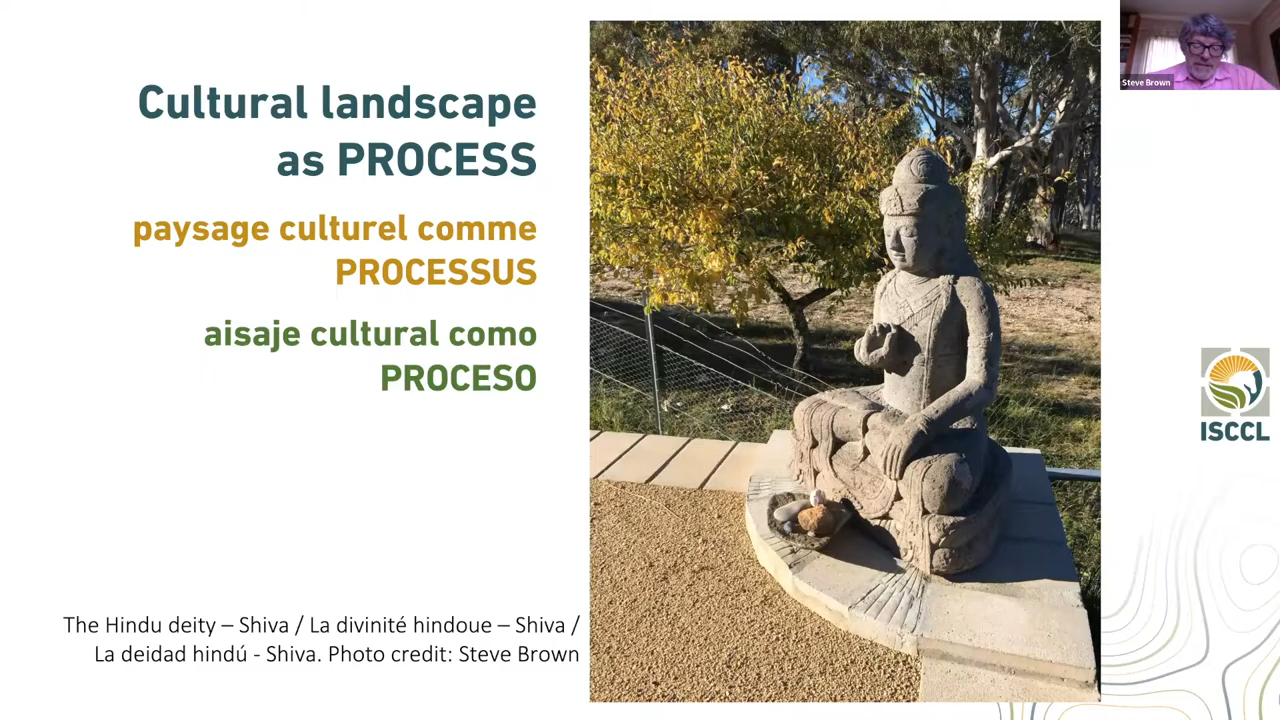 Cultural landscape
as PROCESS
paysage culturel comme
PROCESSUS
aisaje cultural como
PROCESO
The Hindu deity – Shiva / La divinité hindoue – Shiva /
La deidad hindú - Shiva. Photo credit: Steve Brown
Steve Brown
ISCCL